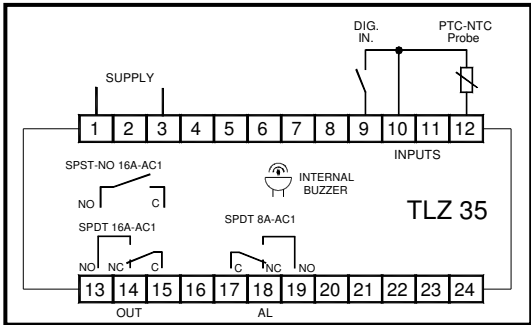 DIG.
IN.
PTC-NTC
Probe
SUPPLY
1 2 3 4 5 6 7 8 9 10 11 12
INPUTS
SPST-NO 16A-AC1
INTERNAL
BUZZER
NO C
TLZ 35
SPDT 16A-AC1
SPDT 8A-AC1
NO NC C C NC NO
13 14 15 16 17 18 19 20 21 22 23 24
OUT AL